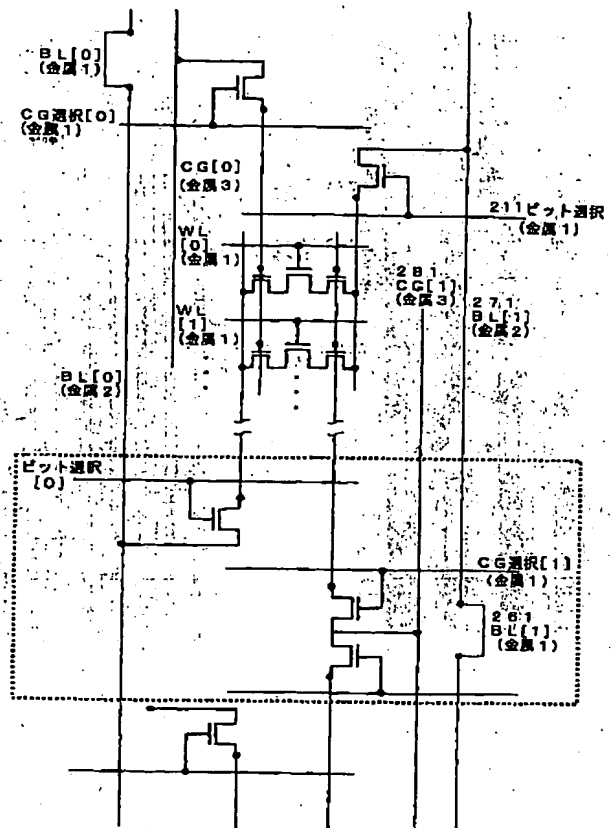 BL[0]
(金属1)
CG選択[0]
(金属1)
CG[0]
(金属3)
211ビット選択
(金属1)
WL
[0]
(金属1)
281
CG[1]
(金属3)
271
BL[1]
(金属2)
WL
[1]
(金属1)
BL[0]
(金属2)
ビット選択
[0]
CG選択[1]
(金属1)
261
BL[1]
(金属1)